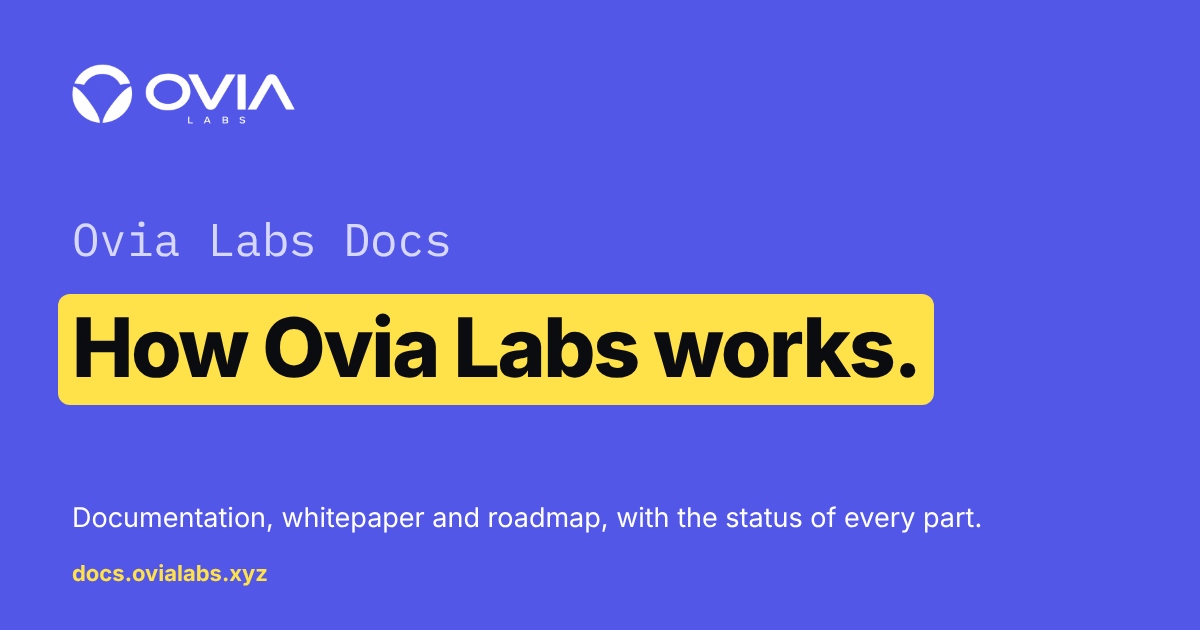 OVIA
LABS
Ovia Labs Docs
How Ovia Labs works.
Documentation, whitepaper and roadmap, with the status of every part.
docs.ovialabs.xyz